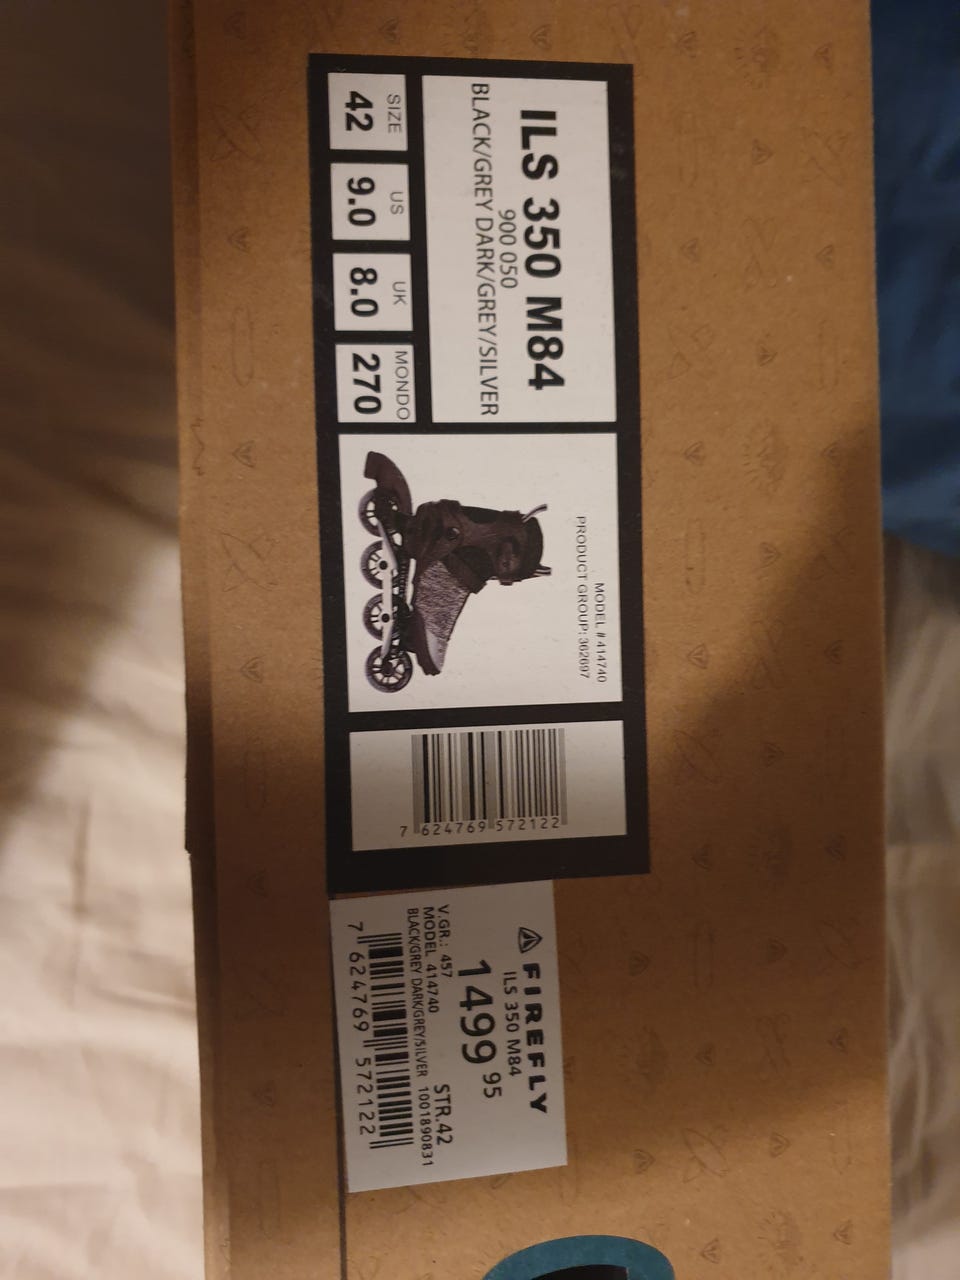 ILS 350 M84
900 050
BLACK/GREY DARK/GREY/SILVER
SIZE
42
US
9.0
UK
8.0
MONDO
270
MODEL # 414740
PRODUCT GROUP: 362697
7 624769 572122
FIREFLY
ILS 350 M84
1499 95
V.GR.: 457 STR.42
MODEL 414740 1001890831
BLACK/GREY DARK/GREY/SILVER
7 624769 572122